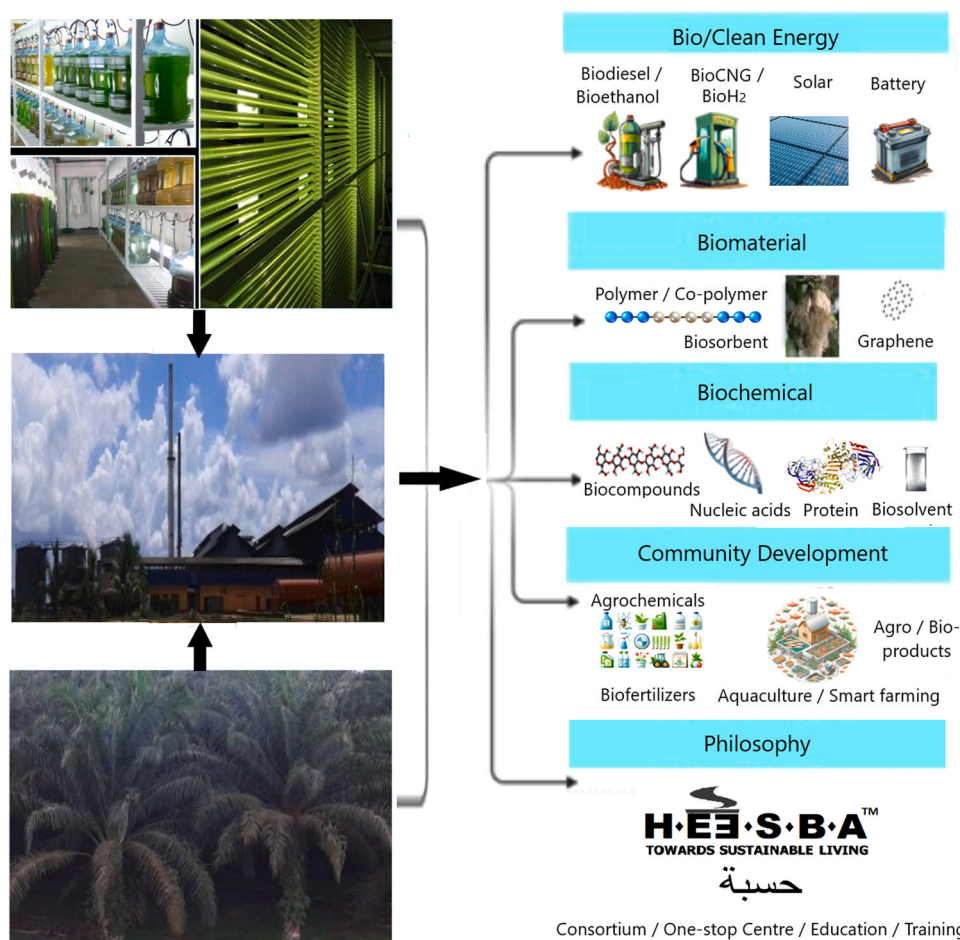 Bio/Clean Energy
Biodiesel /
Bioethanol
BioCNG /
BioH₂
Solar
Battery
Biomaterial
Polymer / Co-polymer
Biosorbent
Graphene
Biochemical
Biocompounds
Nucleic acids
Protein
Biosolvent
Community Development
Agrochemicals
Biofertilizers
Agro / Bio-
products
Aquaculture / Smart farming
Philosophy
H•EƎ•S•B•A™
TOWARDS SUSTAINABLE LIVING
حسبة
Consortium / One-stop Centre / Education / Training